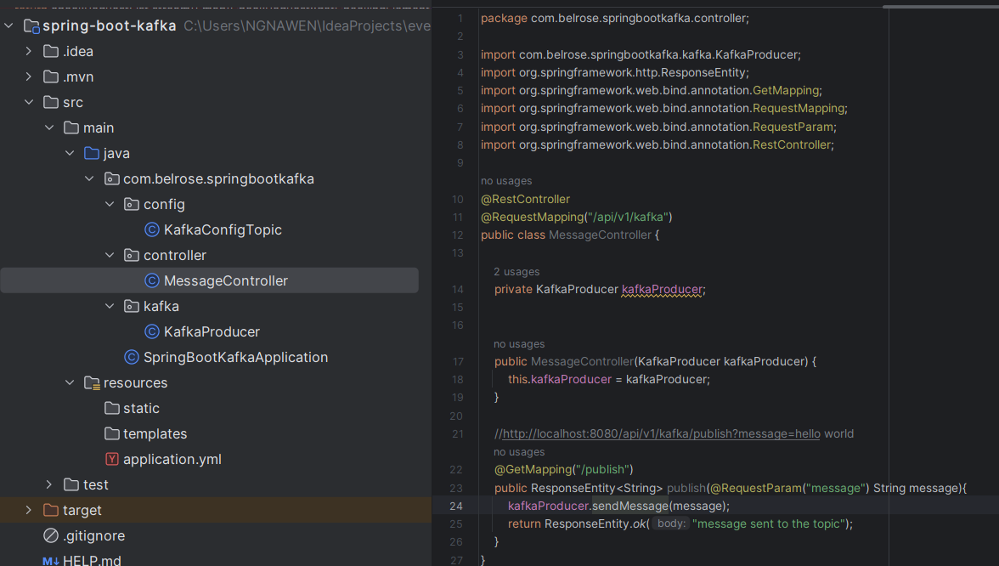 spring-boot-kafka C:\Users\NGNAWEN\IdeaProjects\eve
.idea
.mvn
src
main
java
com.belrose.springbootkafka
config
KafkaConfigTopic
controller
MessageController
kafka
KafkaProducer
SpringBootKafkaApplication
resources
static
templates
application.yml
test
target
.gitignore
HELP.md
1 package com.belrose.springbootkafka.controller;
2
3 import com.belrose.springbootkafka.kafka.KafkaProducer;
4 import org.springframework.http.ResponseEntity;
5 import org.springframework.web.bind.annotation.GetMapping;
6 import org.springframework.web.bind.annotation.RequestMapping;
7 import org.springframework.web.bind.annotation.RequestParam;
8 import org.springframework.web.bind.annotation.RestController;
9
no usages
10 @RestController
11 @RequestMapping("/api/v1/kafka")
12 public class MessageController {
13
2 usages
14 private KafkaProducer kafkaProducer;
15
16
no usages
17 public MessageController(KafkaProducer kafkaProducer) {
18 this.kafkaProducer = kafkaProducer;
19 }
20
21 //http://localhost:8080/api/v1/kafka/publish?message=hello world
no usages
22 @GetMapping("/publish")
23 public ResponseEntity<String> publish(@RequestParam("message") String message){
24 kafkaProducer.sendMessage(message);
25 return ResponseEntity.ok( body: "message sent to the topic");
26 }
27 }